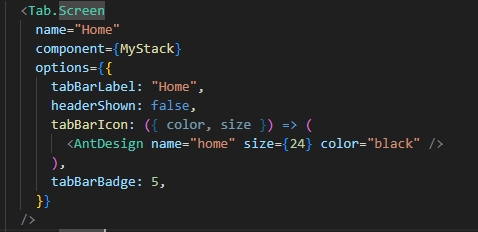 <Tab.Screen
name="Home"
component={MyStack}
options={{
tabBarLabel: "Home",
headerShown: false,
tabBarIcon: ({ color, size }) => (
<AntDesign name="home" size={24} color="black" />
),
tabBarBadge: 5,
}}
/>